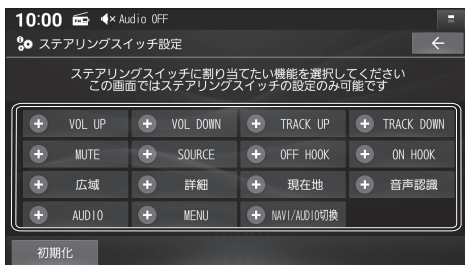 10:00 Audio OFF
ステアリングスイッチ設定
ステアリングスイッチに割り当てたい機能を選択してください
この画面ではステアリングスイッチの設定のみ可能です
VOL UP VOL DOWN TRACK UP TRACK DOWN
MUTE SOURCE OFF HOOK ON HOOK
広域 詳細 現在地 音声認識
AUDIO MENU NAVI/AUDIO切換
初期化